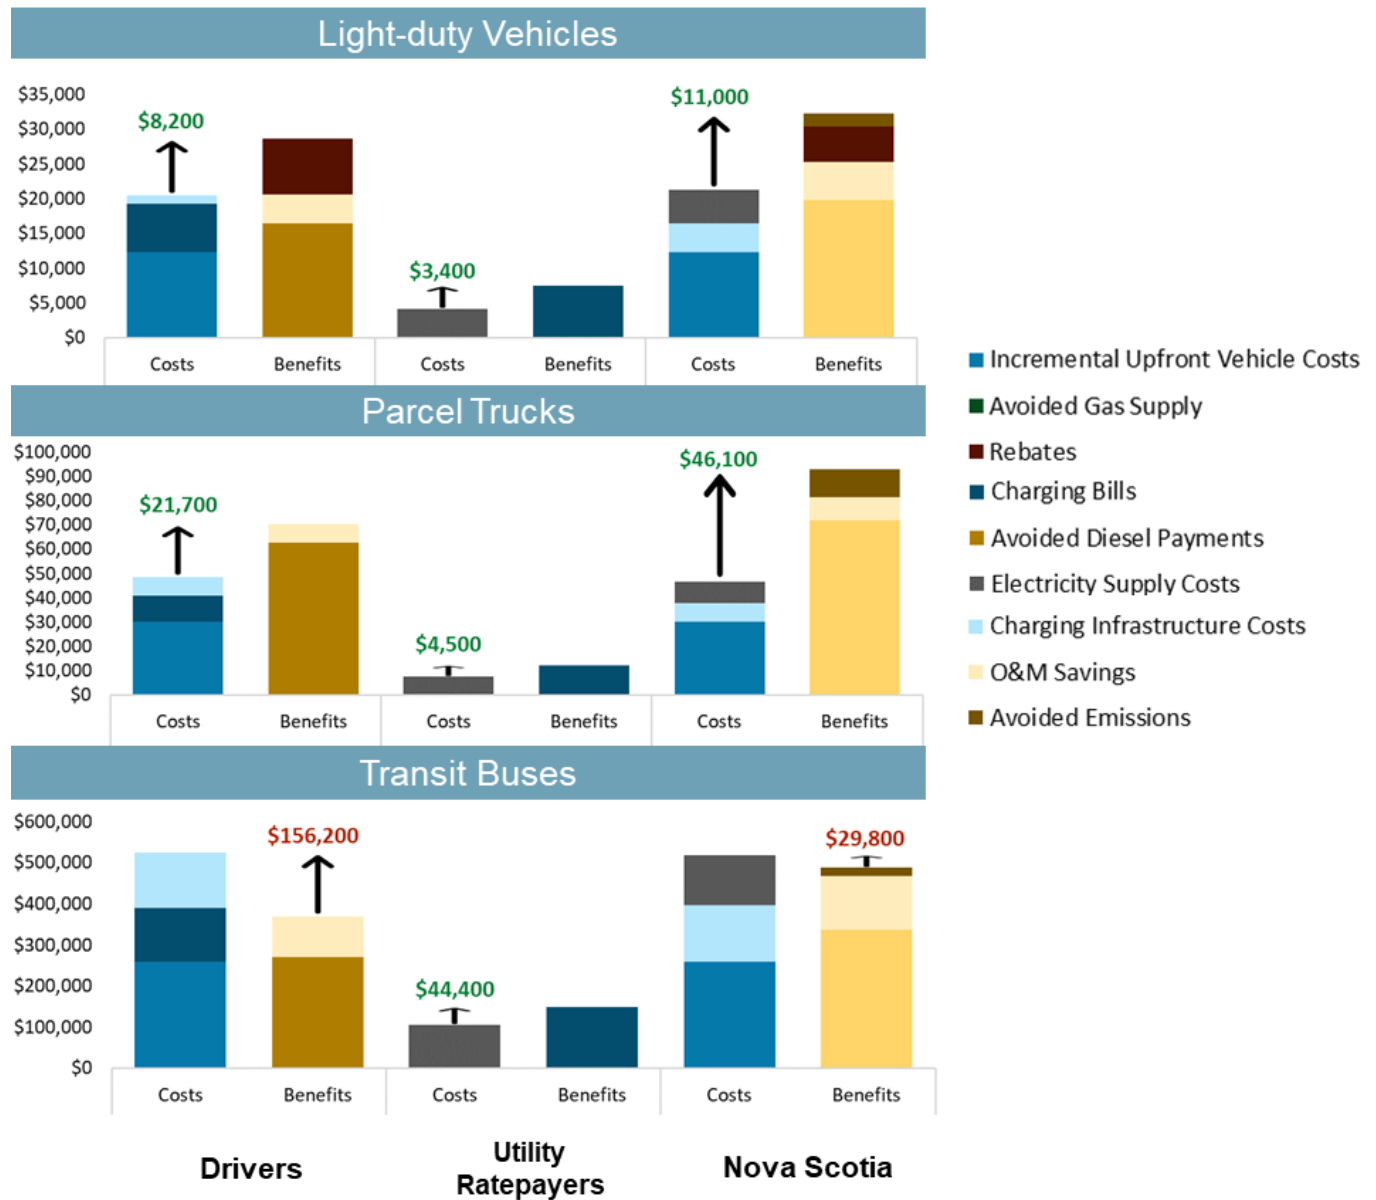 Light-duty Vehicles
$35,000
$30,000
$25,000
$20,000
$15,000
$10,000
$5,000
$0
$8,200
$3,400
$11,000
Costs
Benefits
Costs
Benefits
Costs
Benefits
Parcel Trucks
$100,000
$90,000
$80,000
$70,000
$60,000
$50,000
$40,000
$30,000
$20,000
$10,000
$0
$21,700
$4,500
$46,100
Costs
Benefits
Costs
Benefits
Costs
Benefits
Transit Buses
$600,000
$500,000
$400,000
$300,000
$200,000
$100,000
$0
$156,200
$44,400
$29,800
Costs
Benefits
Costs
Benefits
Costs
Benefits
Drivers
Utility
Ratepayers
Nova Scotia
Incremental Upfront Vehicle Costs
Avoided Gas Supply
Rebates
Charging Bills
Avoided Diesel Payments
Electricity Supply Costs
Charging Infrastructure Costs
O&M Savings
Avoided Emissions